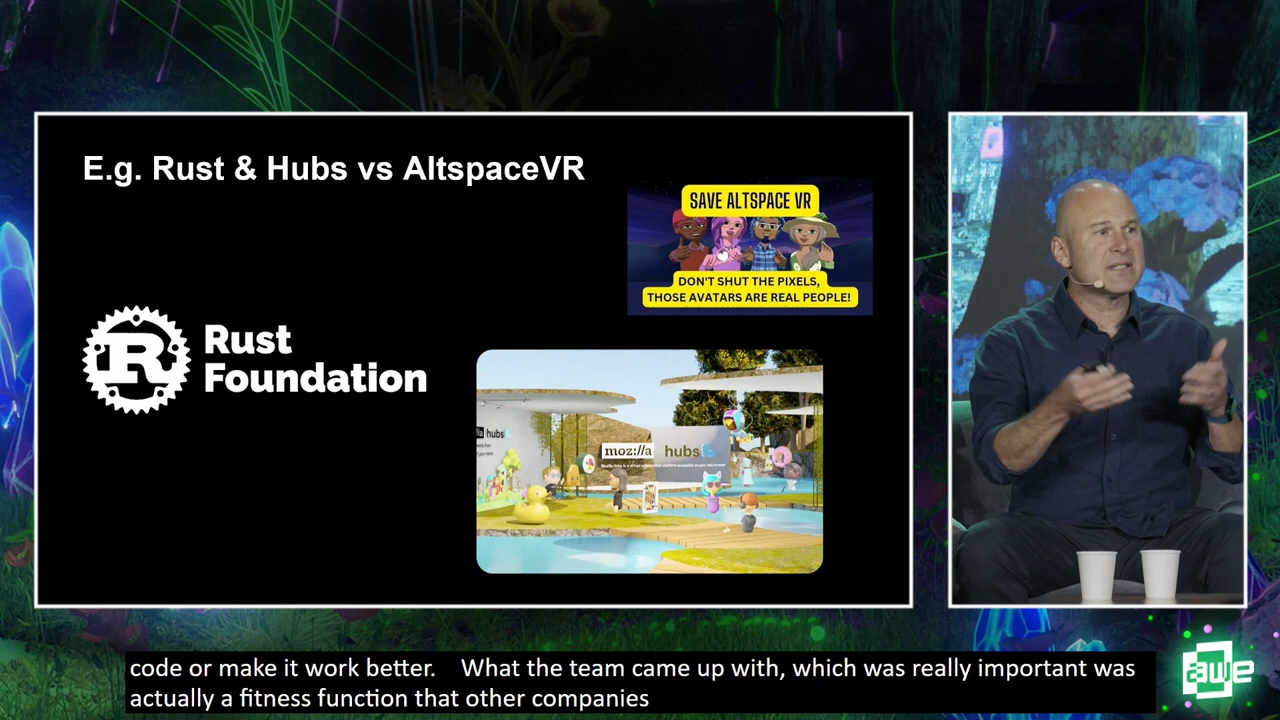 E.g. Rust & Hubs vs AltspaceVR
SAVE ALTSPACE VR
DON'T SHUT THE PIXELS,
THOSE AVATARS ARE REAL PEOPLE!
R
Rust
Foundation
hubs
moz://a
hubs
code or make it work better. What the team came up with, which was really important was
actually a fitness function that other companies
awe